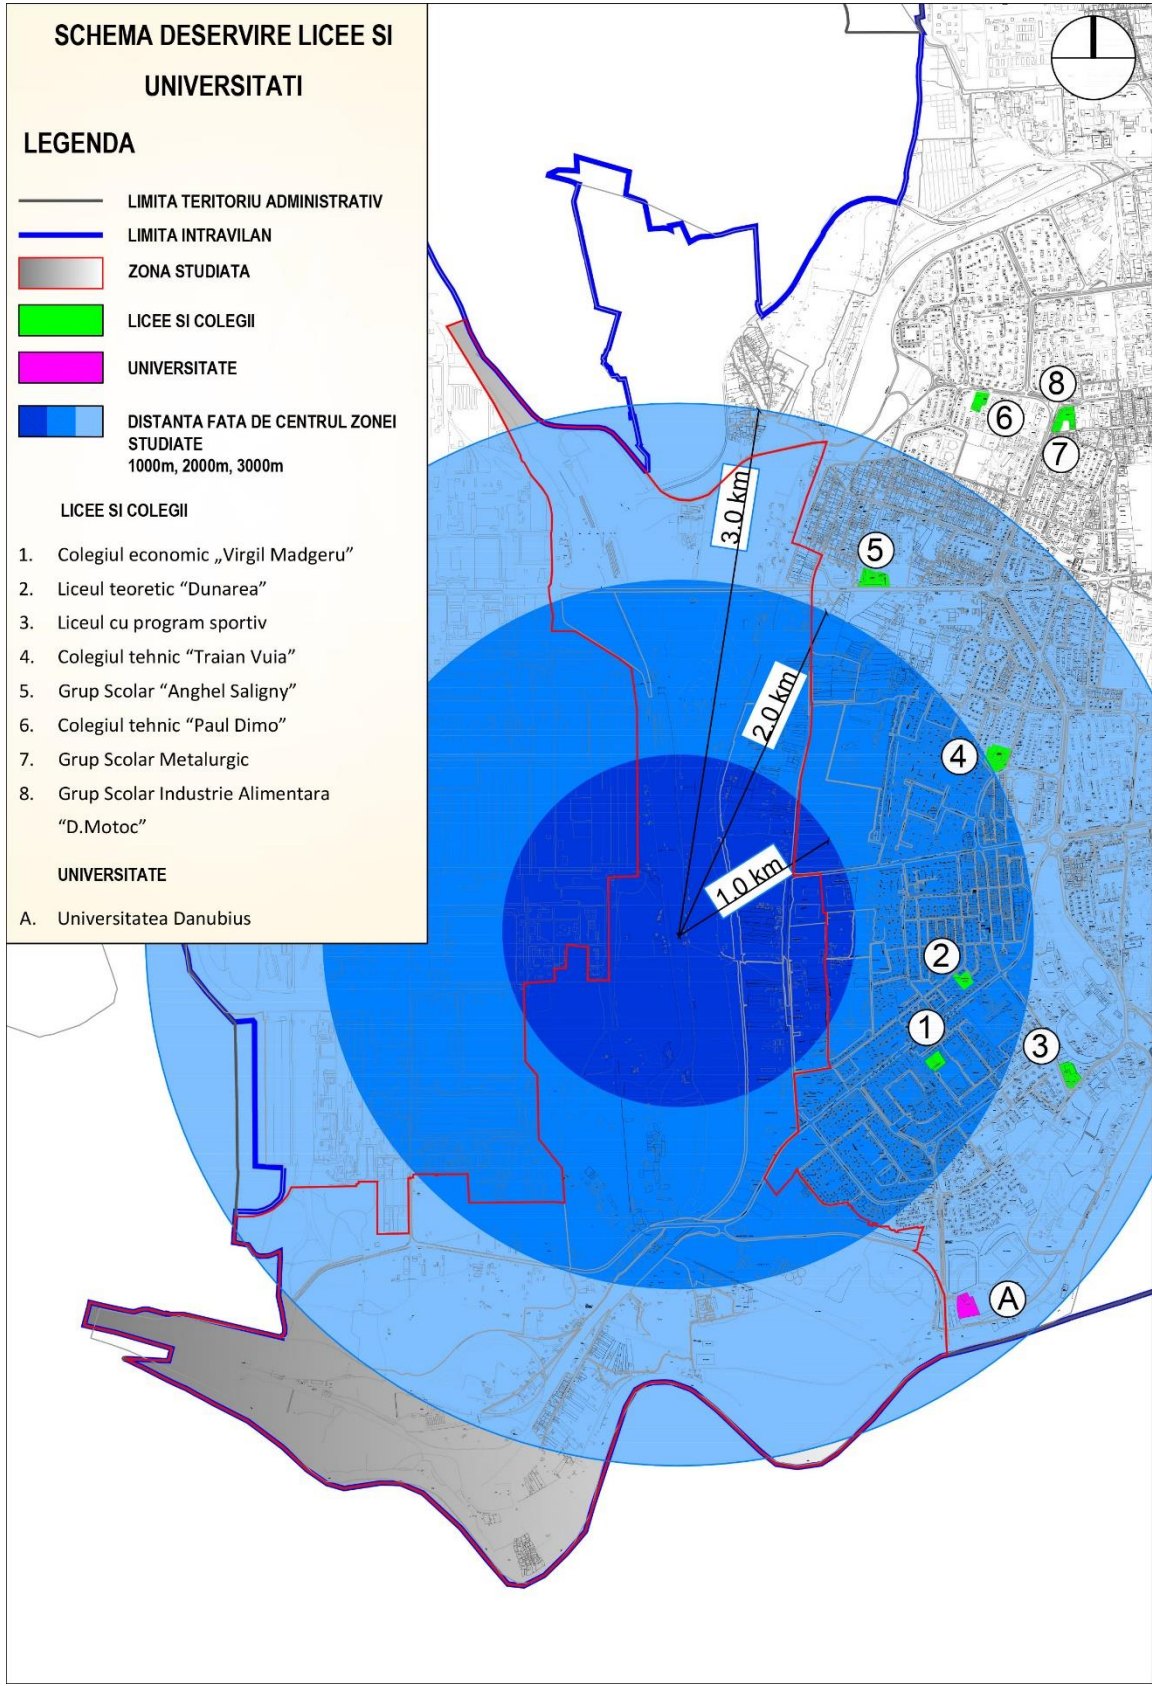 SCHEMA DESERVIRE LICEE SI
UNIVERSITATI
LEGENDA
LIMITA TERITORIU ADMINISTRATIV
LIMITA INTRAVILAN
ZONA STUDIATA
LICEE SI COLEGII
UNIVERSITATE
DISTANTA FATA DE CENTRUL ZONEI
STUDIATE
1000m, 2000m, 3000m
LICEE SI COLEGII
1. Colegiul economic „Virgil Madgeru”
2. Liceul teoretic “Dunarea”
3. Liceul cu program sportiv
4. Colegiul tehnic “Traian Vuia”
5. Grup Scolar “Anghel Saligny”
6. Colegiul tehnic “Paul Dimo”
7. Grup Scolar Metalurgic
8. Grup Scolar Industrie Alimentara
“D.Motoc”
UNIVERSITATE
A. Universitatea Danubius
8
6
7
3.0 km
5
2.0 km
4
1.0 km
2
1
3
A